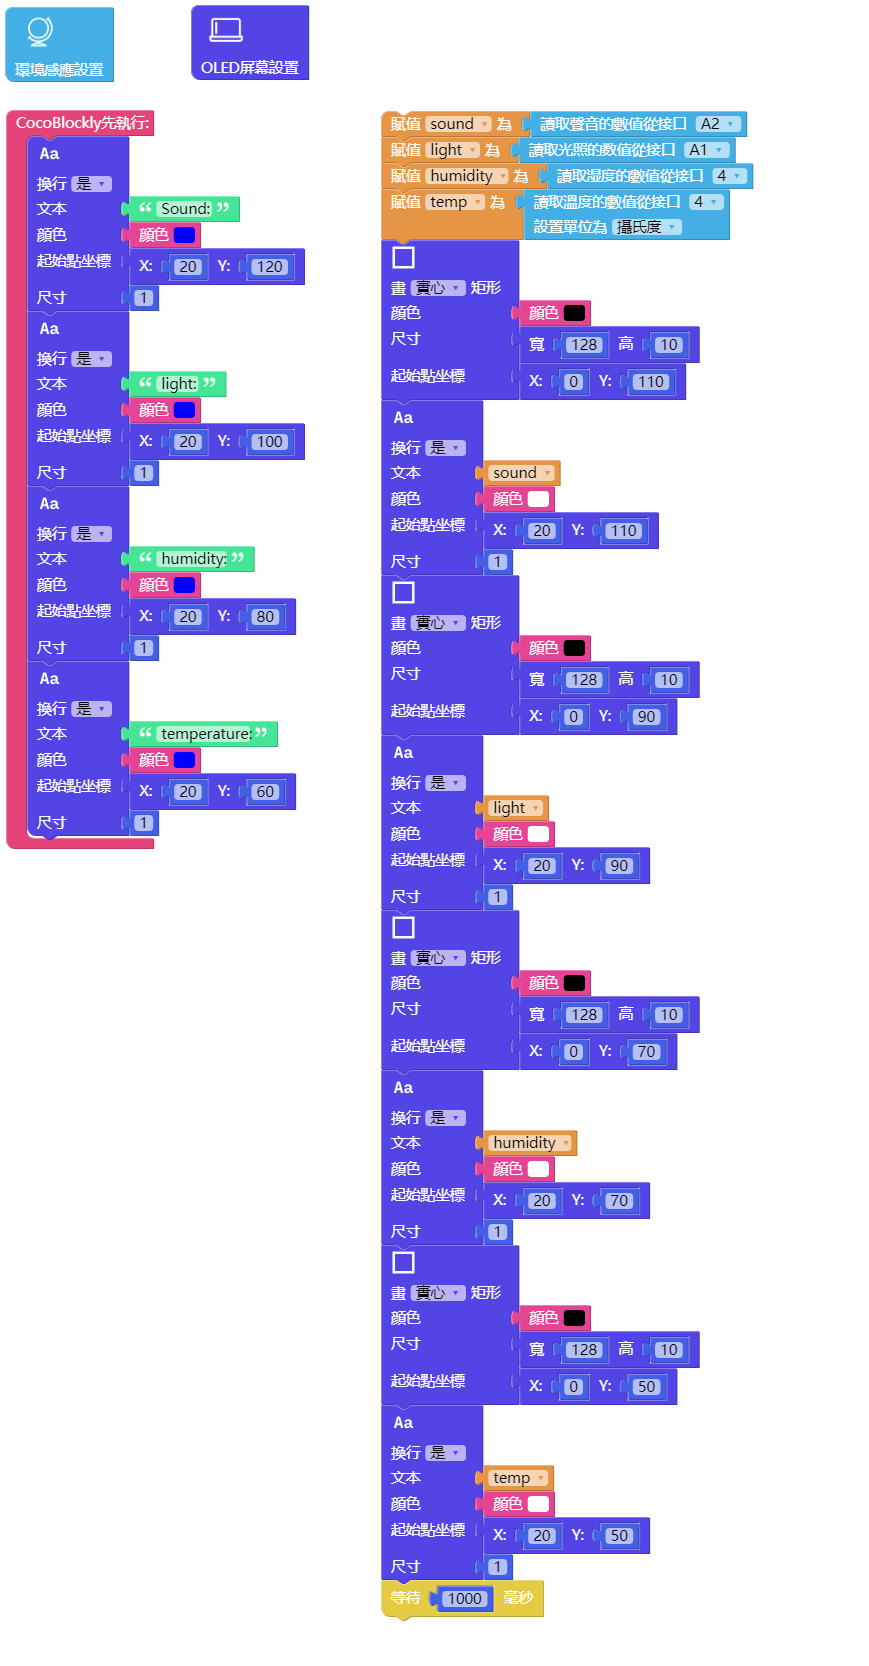 環境感應設置
OLED屏幕設置
CocoBlockly先執行:
Aa
換行 是
文本 “ Sound: ”
顏色 顏色
起始點坐標 X: 20 Y: 120
尺寸 1
Aa
換行 是
文本 “ light: ”
顏色 顏色
起始點坐標 X: 20 Y: 100
尺寸 1
Aa
換行 是
文本 “ humidity: ”
顏色 顏色
起始點坐標 X: 20 Y: 80
尺寸 1
Aa
換行 是
文本 “ temperature: ”
顏色 顏色
起始點坐標 X: 20 Y: 60
尺寸 1
賦值 sound 為 讀取聲音的數值從接口 A2
賦值 light 為 讀取光照的数值從接口 A1
賦值 humidity 為 讀取湿度的數值從接口 4
賦值 temp 為 讀取溫度的數值從接口 4
設置單位為 攝氏度
畫 實心 矩形
顏色 顏色
尺寸 寬 128 高 10
起始點坐標 X: 0 Y: 110
Aa
換行 是
文本 sound
顏色 顏色
起始點坐標 X: 20 Y: 110
尺寸 1
畫 實心 矩形
顏色 顏色
尺寸 寬 128 高 10
起始點坐標 X: 0 Y: 90
Aa
換行 是
文本 light
顏色 顏色
起始點坐標 X: 20 Y: 90
尺寸 1
畫 實心 矩形
顏色 顏色
尺寸 寬 128 高 10
起始點坐標 X: 0 Y: 70
Aa
換行 是
文本 humidity
顏色 顏色
起始點坐標 X: 20 Y: 70
尺寸 1
畫 實心 矩形
顏色 顏色
尺寸 寬 128 高 10
起始點坐標 X: 0 Y: 50
Aa
換行 是
文本 temp
顏色 顏色
起始點坐標 X: 20 Y: 50
尺寸 1
等待 1000 毫秒